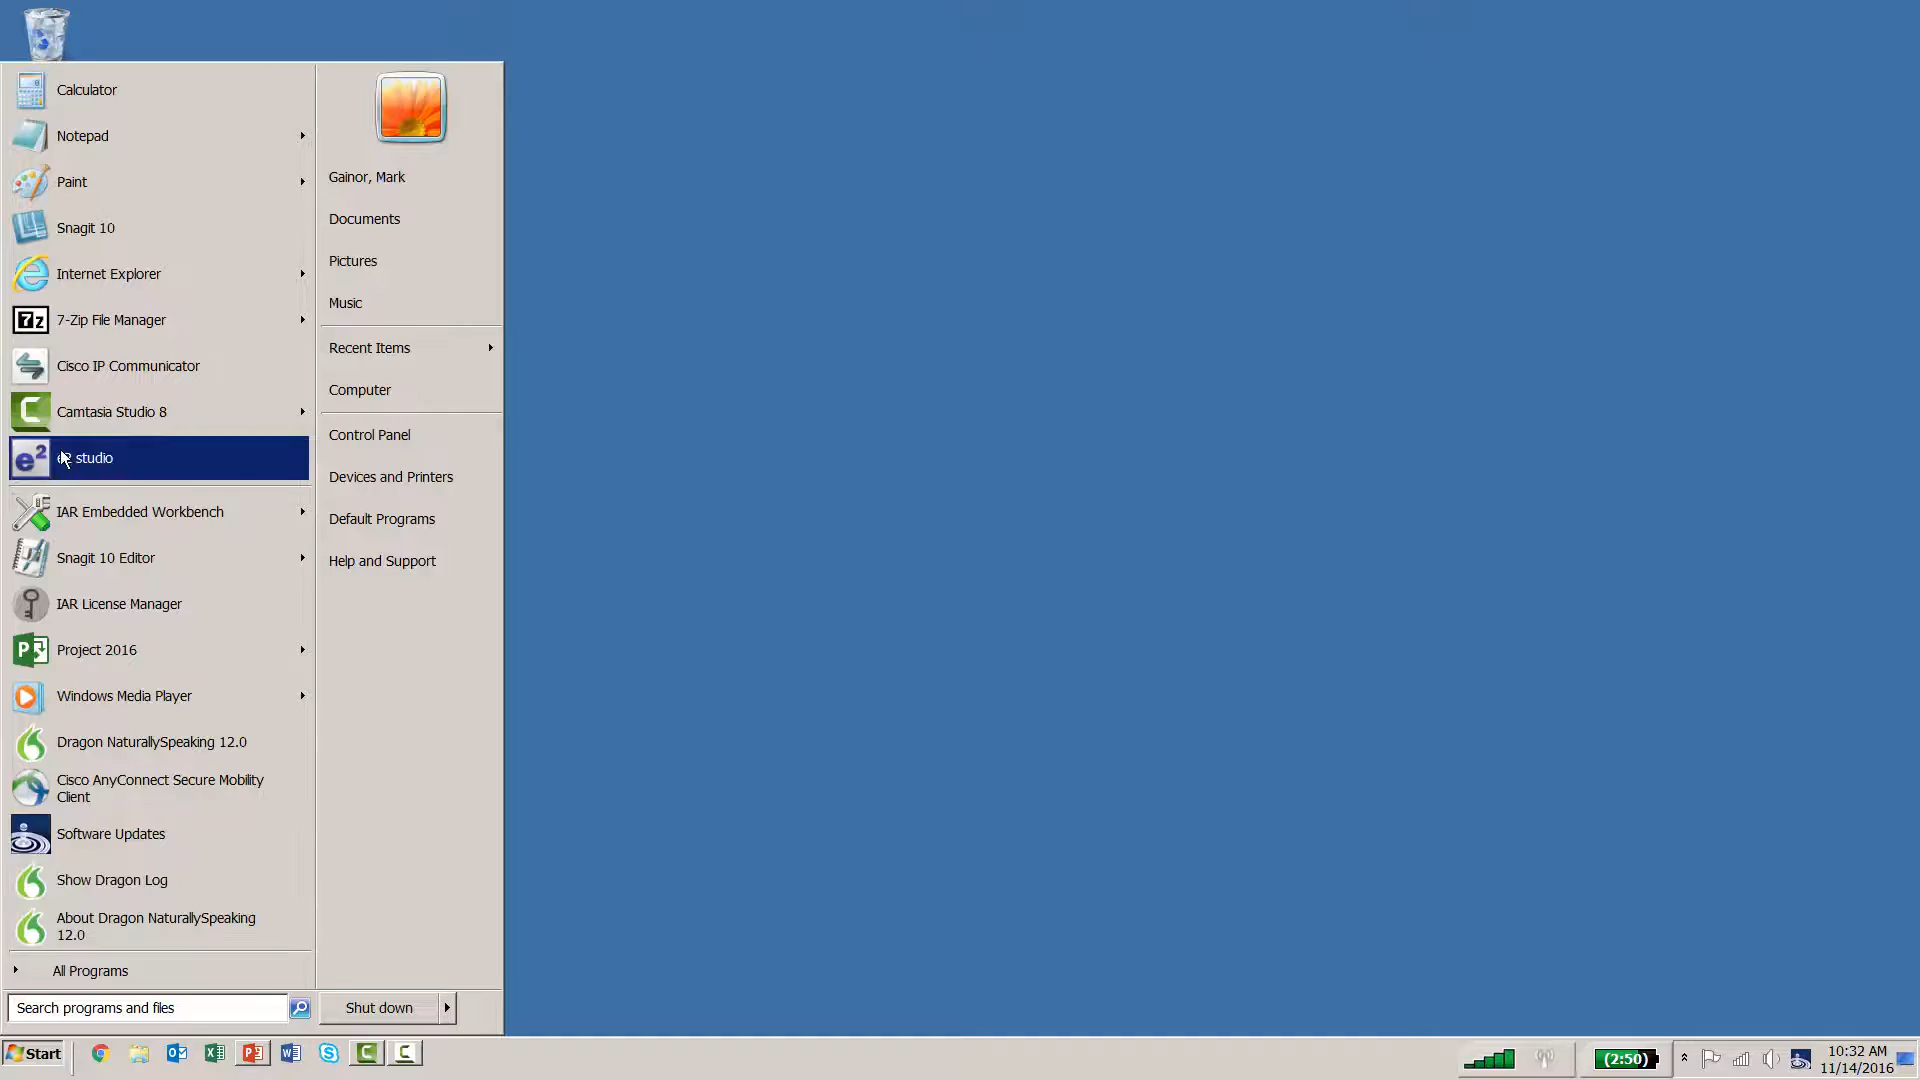 Calculator
Notepad
Paint
Snagit 10
Internet Explorer
7z
7-Zip File Manager
Cisco IP Communicator
Camtasia Studio 8
e2
studio
IAR Embedded Workbench
Snagit 10 Editor
IAR License Manager
Project 2016
Windows Media Player
Dragon NaturallySpeaking 12.0
Cisco AnyConnect Secure Mobility
Client
Software Updates
Show Dragon Log
About Dragon NaturallySpeaking
12.0
All Programs
Search programs and files
Gainor, Mark
Documents
Pictures
Music
Recent Items
Computer
Control Panel
Devices and Printers
Default Programs
Help and Support
Shut down
Start
(2:50)
10:32 AM
11/14/2016